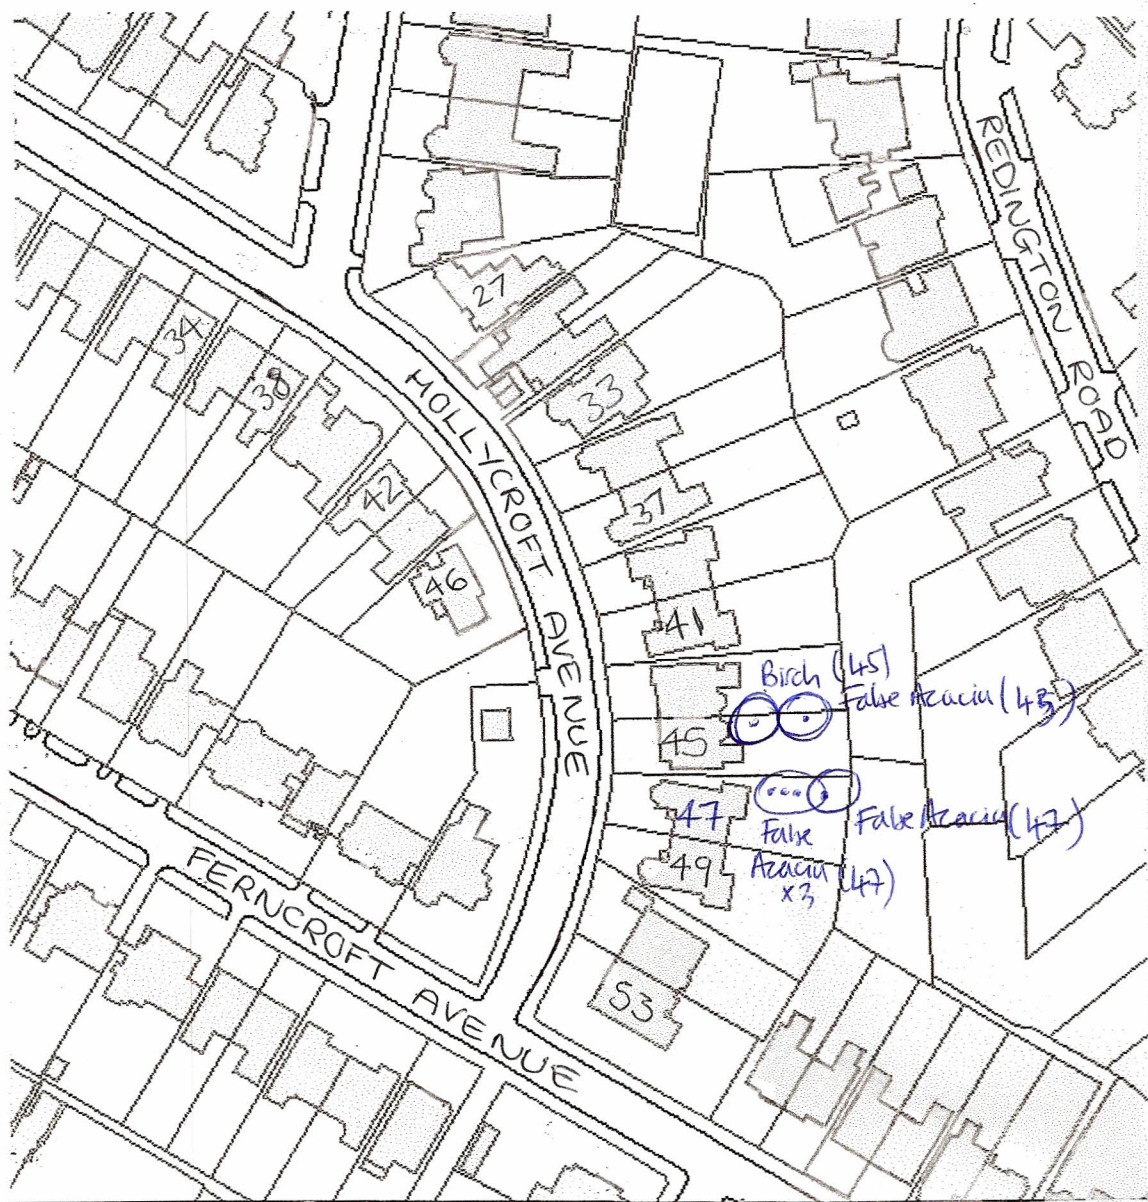 REDINGTON ROAD
27
34
38
33
HOLLYCROFT AVENUE
42
37
46
41
Birch (45)
False Acacia (45)
45
47
False Acacia (47)
False
Acacia
x3 (47)
49
FERNCROFT AVENUE
53